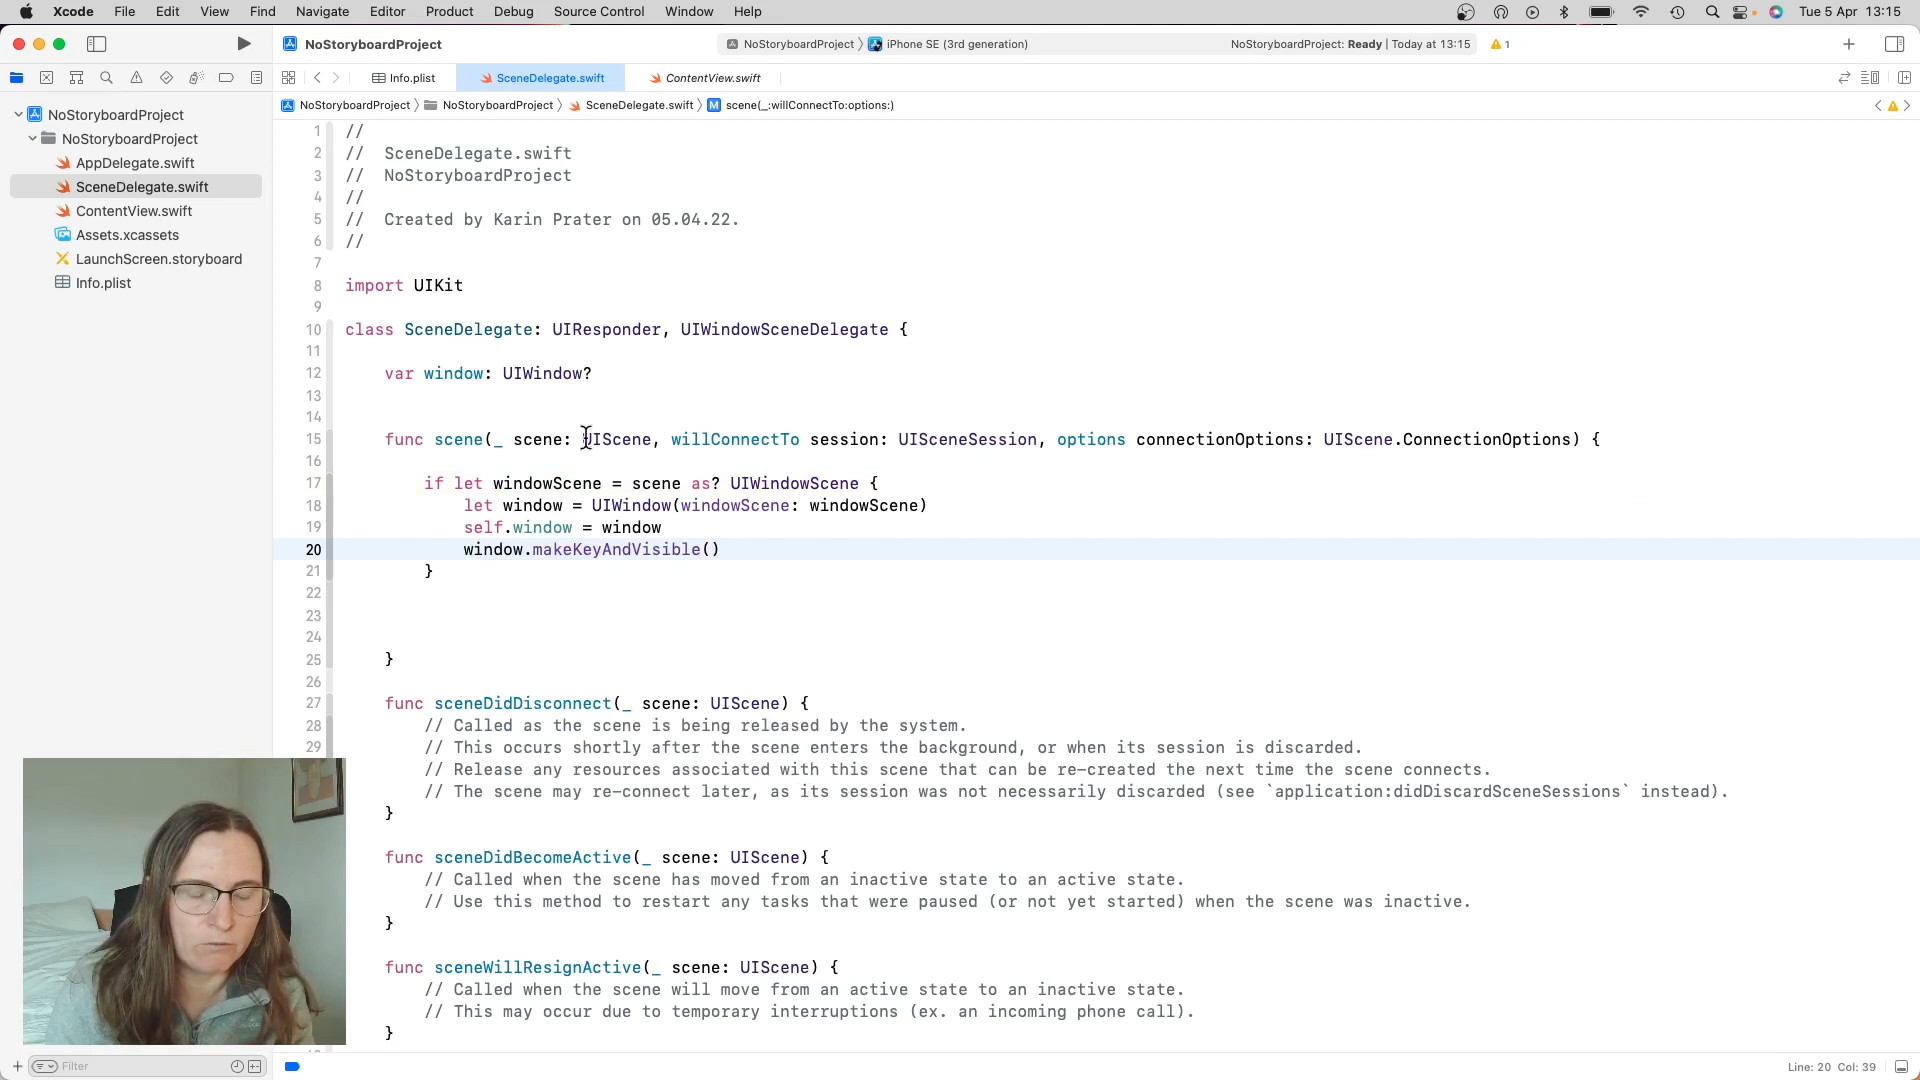 Xcode File Edit View Find Navigate Editor Product Debug Source Control Window Help Tue 5 Apr 13:15
NoStoryboardProject NoStoryboardProject iPhone SE (3rd generation) NoStoryboardProject: Ready | Today at 13:15 1
Info.plist SceneDelegate.swift ContentView.swift
NoStoryboardProject NoStoryboardProject SceneDelegate.swift M scene(_:willConnectTo:options:)
NoStoryboardProject
NoStoryboardProject
AppDelegate.swift
SceneDelegate.swift
ContentView.swift
Assets.xcassets
LaunchScreen.storyboard
Info.plist
1 //
2 // SceneDelegate.swift
3 // NoStoryboardProject
4 //
5 // Created by Karin Prater on 05.04.22.
6 //
7
8 import UIKit
9
10 class SceneDelegate: UIResponder, UIWindowSceneDelegate {
11
12 var window: UIWindow?
13
14
15 func scene(_ scene: UIScene, willConnectTo session: UISceneSession, options connectionOptions: UIScene.ConnectionOptions) {
16
17 if let windowScene = scene as? UIWindowScene {
18 let window = UIWindow(windowScene: windowScene)
19 self.window = window
20 window.makeKeyAndVisible()
21 }
22
23
24
25 }
26
27 func sceneDidDisconnect(_ scene: UIScene) {
28 // Called as the scene is being released by the system.
29 // This occurs shortly after the scene enters the background, or when its session is discarded.
// Release any resources associated with this scene that can be re-created the next time the scene connects.
// The scene may re-connect later, as its session was not necessarily discarded (see `application:didDiscardSceneSessions` instead).
}
func sceneDidBecomeActive(_ scene: UIScene) {
// Called when the scene has moved from an inactive state to an active state.
// Use this method to restart any tasks that were paused (or not yet started) when the scene was inactive.
}
func sceneWillResignActive(_ scene: UIScene) {
// Called when the scene will move from an active state to an inactive state.
// This may occur due to temporary interruptions (ex. an incoming phone call).
}
Filter
Line: 20 Col: 39